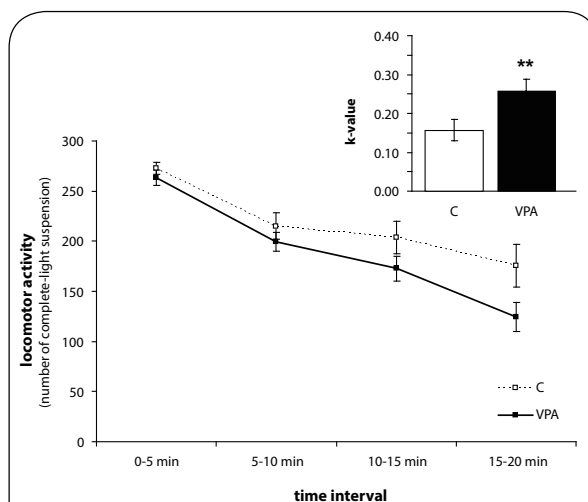 0.40
**
0.30
0.20
0.10
0.00
k-value
C VPA
300
250
200
150
100
50
0
locomotor activity
(number of complete-light suspension)
C
VPA
0-5 min 5-10 min 10-15 min 15-20 min
time interval